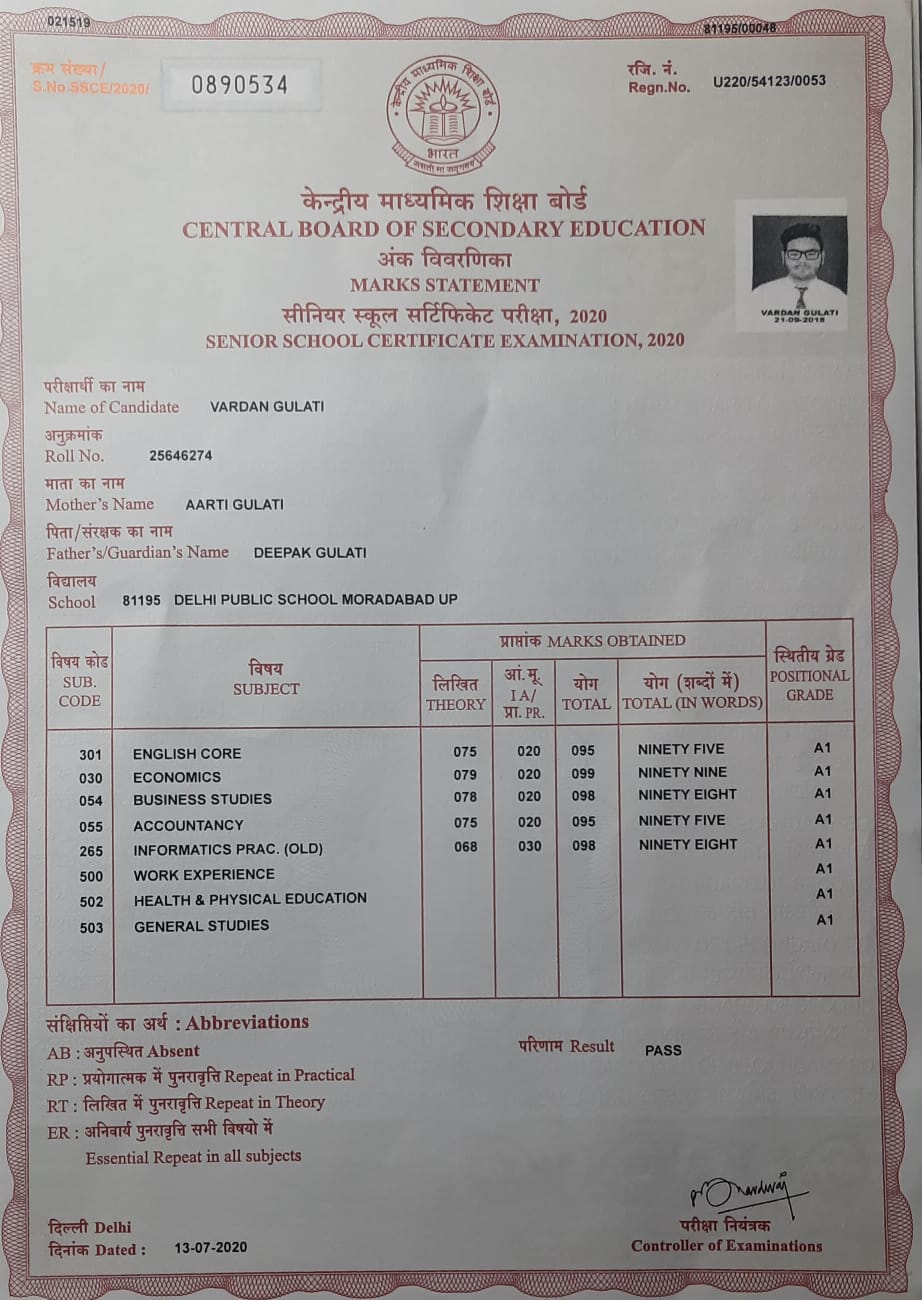 021519
81195/00048
क्रम संख्या/
S.No.SSCE/2020/ 0890534
रजि. नं.
Regn.No. U220/54123/0053
केन्द्रीय माध्यमिक शिक्षा बोर्ड
भारत
असतो मा सद्गमय
केन्द्रीय माध्यमिक शिक्षा बोर्ड
CENTRAL BOARD OF SECONDARY EDUCATION
अंक विवरणिका
MARKS STATEMENT
सीनियर स्कूल सर्टिफिकेट परीक्षा, 2020
SENIOR SCHOOL CERTIFICATE EXAMINATION, 2020
VARDAN GULATI
21-09-2018
परीक्षार्थी का नाम
Name of Candidate VARDAN GULATI
अनुक्रमांक
Roll No. 25646274
माता का नाम
Mother's Name AARTI GULATI
पिता/संरक्षक का नाम
Father's/Guardian's Name DEEPAK GULATI
विद्यालय
School 81195 DELHI PUBLIC SCHOOL MORADABAD UP
विषय कोड
SUB.
CODE
विषय
SUBJECT
प्राप्तांक MARKS OBTAINED
लिखित
THEORY
आं.मू.
I A/
प्रा. PR.
योग
TOTAL
योग (शब्दों में)
TOTAL (IN WORDS)
स्थितीय ग्रेड
POSITIONAL
GRADE
301 ENGLISH CORE 075 020 095 NINETY FIVE A1
030 ECONOMICS 079 020 099 NINETY NINE A1
054 BUSINESS STUDIES 078 020 098 NINETY EIGHT A1
055 ACCOUNTANCY 075 020 095 NINETY FIVE A1
265 INFORMATICS PRAC. (OLD) 068 030 098 NINETY EIGHT A1
500 WORK EXPERIENCE A1
502 HEALTH & PHYSICAL EDUCATION A1
503 GENERAL STUDIES A1
संक्षिप्तियों का अर्थ : Abbreviations
AB : अनुपस्थित Absent
परिणाम Result PASS
RP : प्रयोगात्मक में पुनरावृत्ति Repeat in Practical
RT : लिखित में पुनरावृत्ति Repeat in Theory
ER : अनिवार्य पुनरावृत्ति सभी विषयो में
Essential Repeat in all subjects
दिल्ली Delhi
दिनांक Dated : 13-07-2020
परीक्षा नियंत्रक
Controller of Examinations